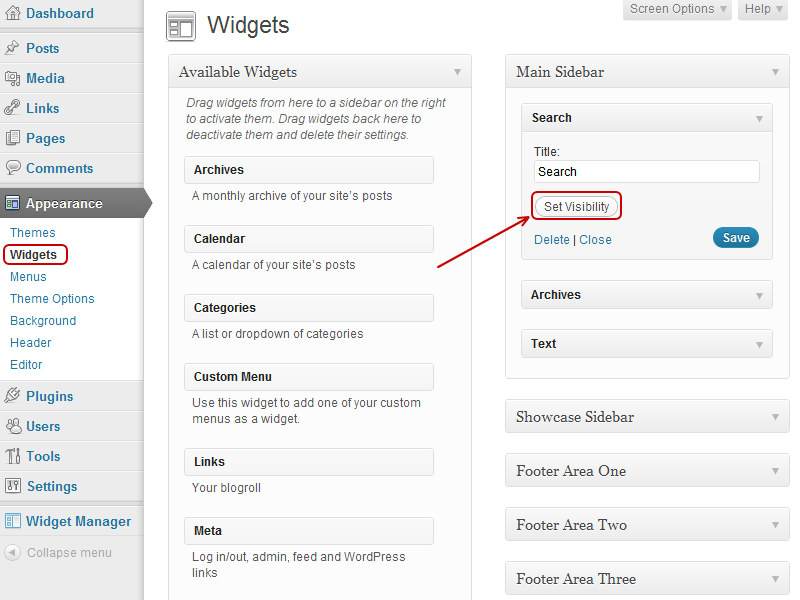 Dashboard
Posts
Media
Links
Pages
Comments
Appearance
Themes
Widgets
Menus
Theme Options
Background
Header
Editor
Plugins
Users
Tools
Settings
Widget Manager
Collapse menu
Screen Options
Help
Widgets
Available Widgets
Drag widgets from here to a sidebar on the right
to activate them. Drag widgets back here to
deactivate them and delete their settings.
Archives
A monthly archive of your site's posts
Calendar
A calendar of your site's posts
Categories
A list or dropdown of categories
Custom Menu
Use this widget to add one of your custom
menus as a widget.
Links
Your blogroll
Meta
Log in/out, admin, feed and WordPress
links
Main Sidebar
Search
Title:
Search
Set Visibility
Delete | Close
Save
Archives
Text
Showcase Sidebar
Footer Area One
Footer Area Two
Footer Area Three